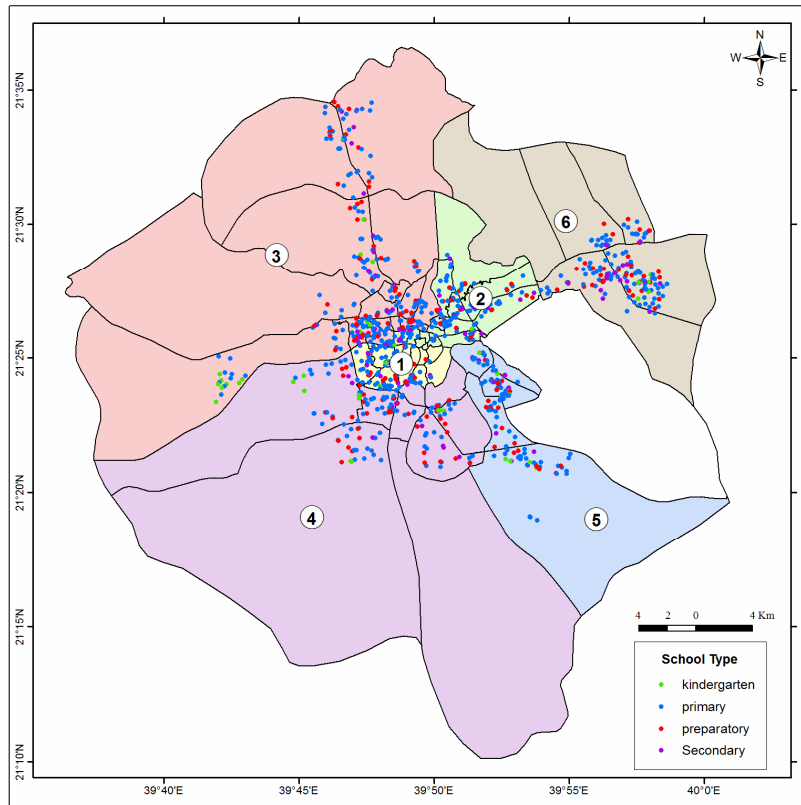 N
W E
S
21°35'N
21°30'N
21°25'N
21°20'N
21°15'N
21°10'N
6
3
2
1
4
5
4 2 0 4 Km
School Type
kindergarten
primary
preparatory
Secondary
39°40'E 39°45'E 39°50'E 39°55'E 40°0'E